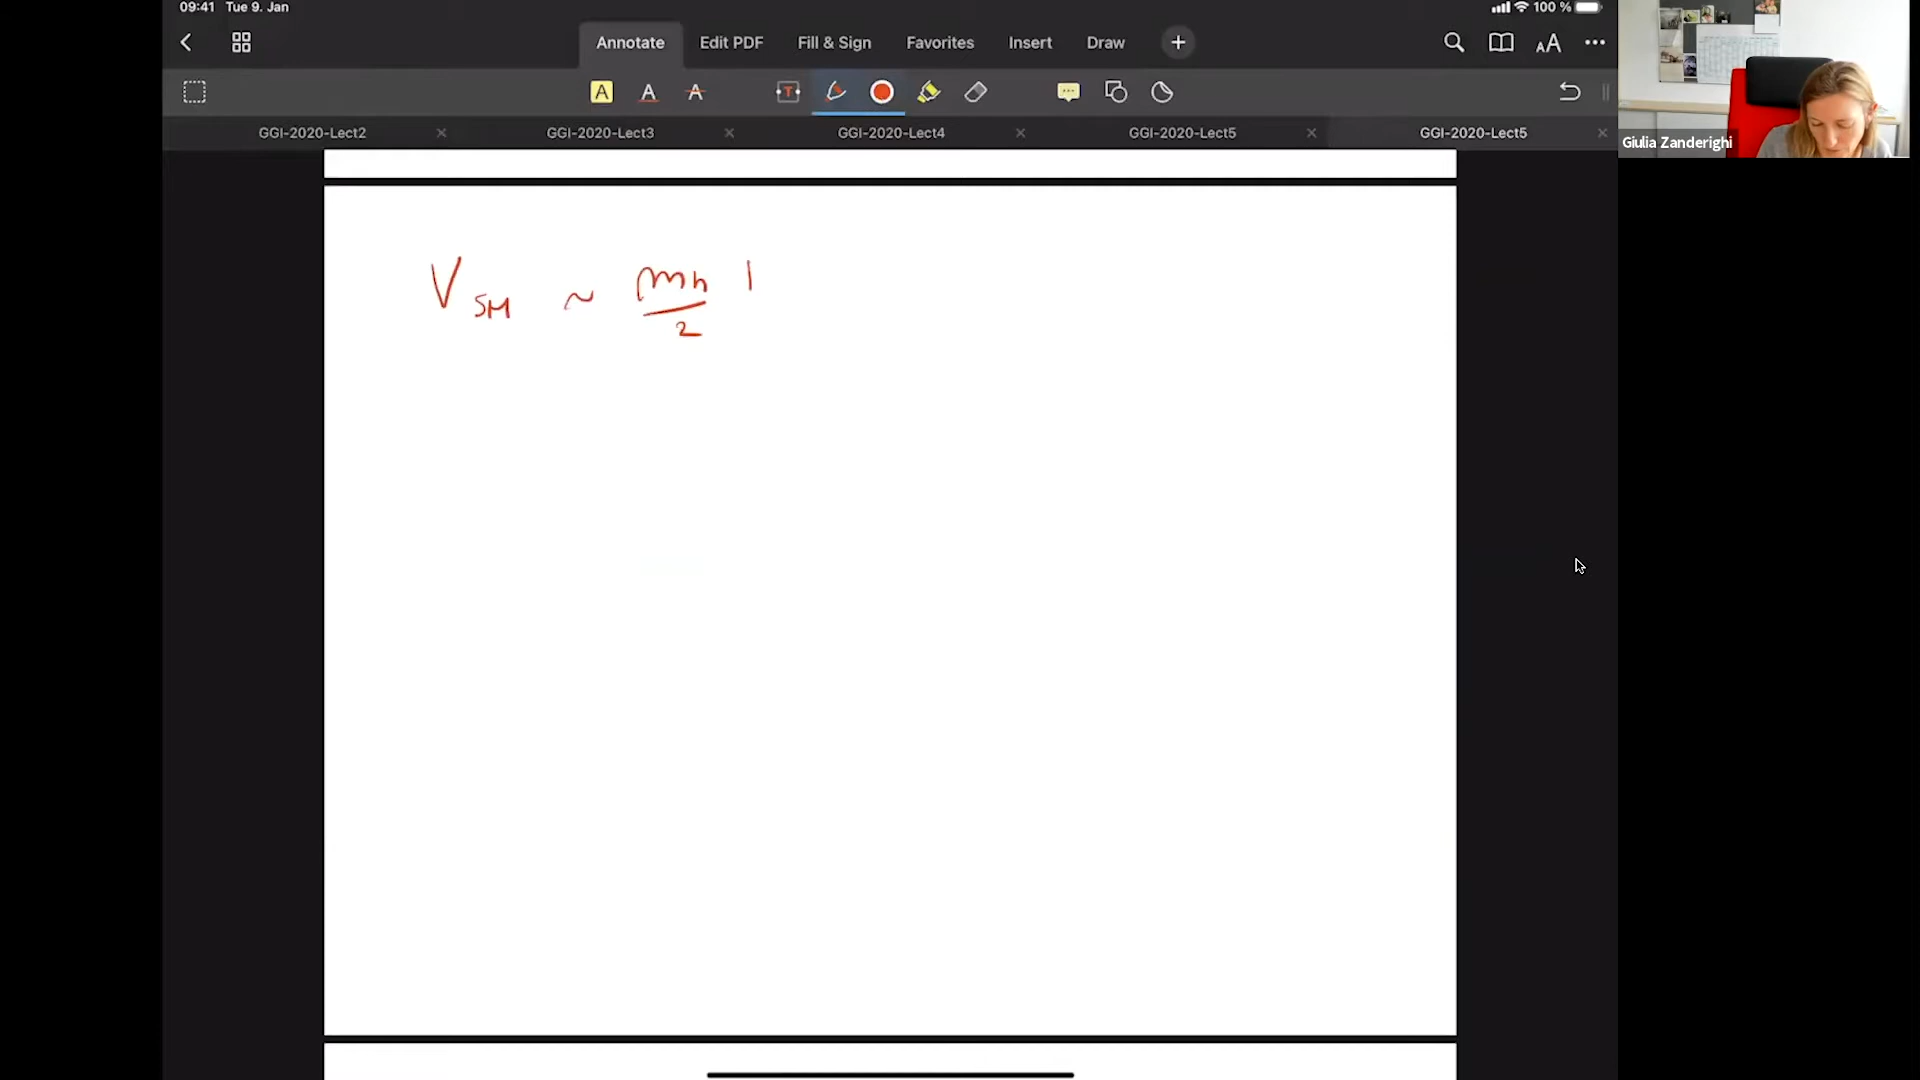 09:41 Tue 9. Jan 100 %
Annotate Edit PDF Fill & Sign Favorites Insert Draw
GGI-2020-Lect2 GGI-2020-Lect3 GGI-2020-Lect4 GGI-2020-Lect5 GGI-2020-Lect5
Giulia Zanderighi
V_SM ~ m_h/2 |